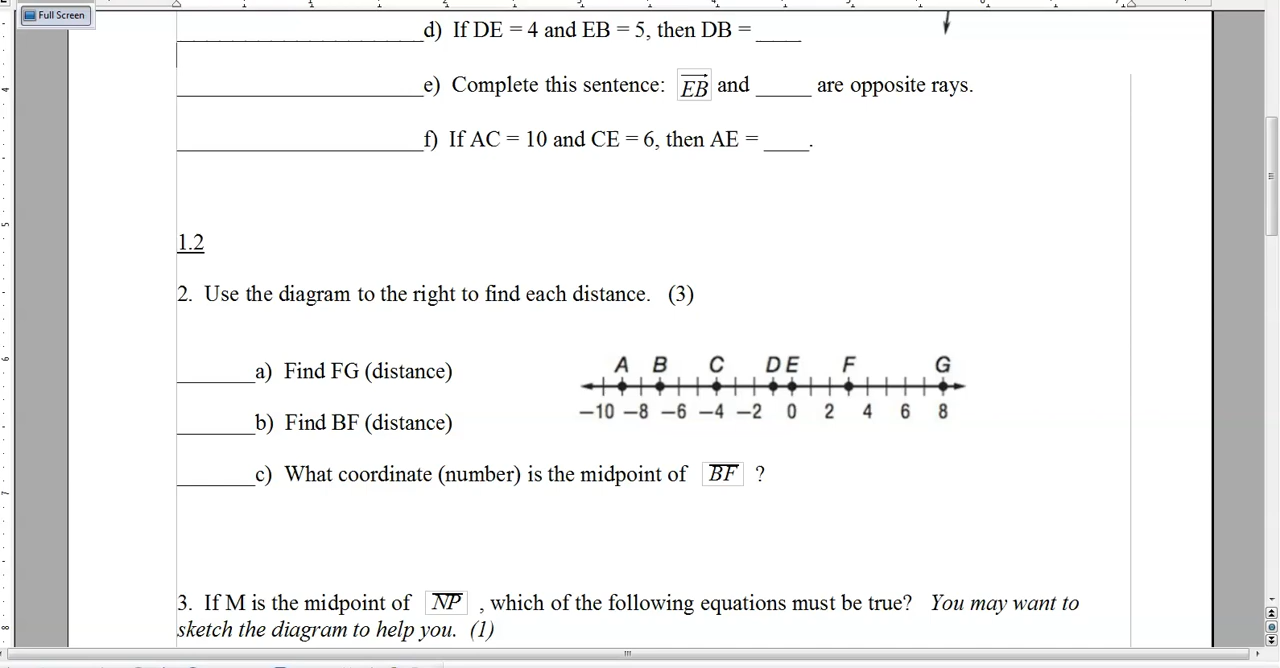 Full Screen
d) If DE = 4 and EB = 5, then DB = ____
e) Complete this sentence: EB and _____ are opposite rays.
f) If AC = 10 and CE = 6, then AE = ____.
1.2
2. Use the diagram to the right to find each distance. (3)
A B C D E F G
a) Find FG (distance)
–10 –8 –6 –4 –2 0 2 4 6 8
b) Find BF (distance)
c) What coordinate (number) is the midpoint of BF ?
3. If M is the midpoint of NP , which of the following equations must be true? You may want to
sketch the diagram to help you. (1)